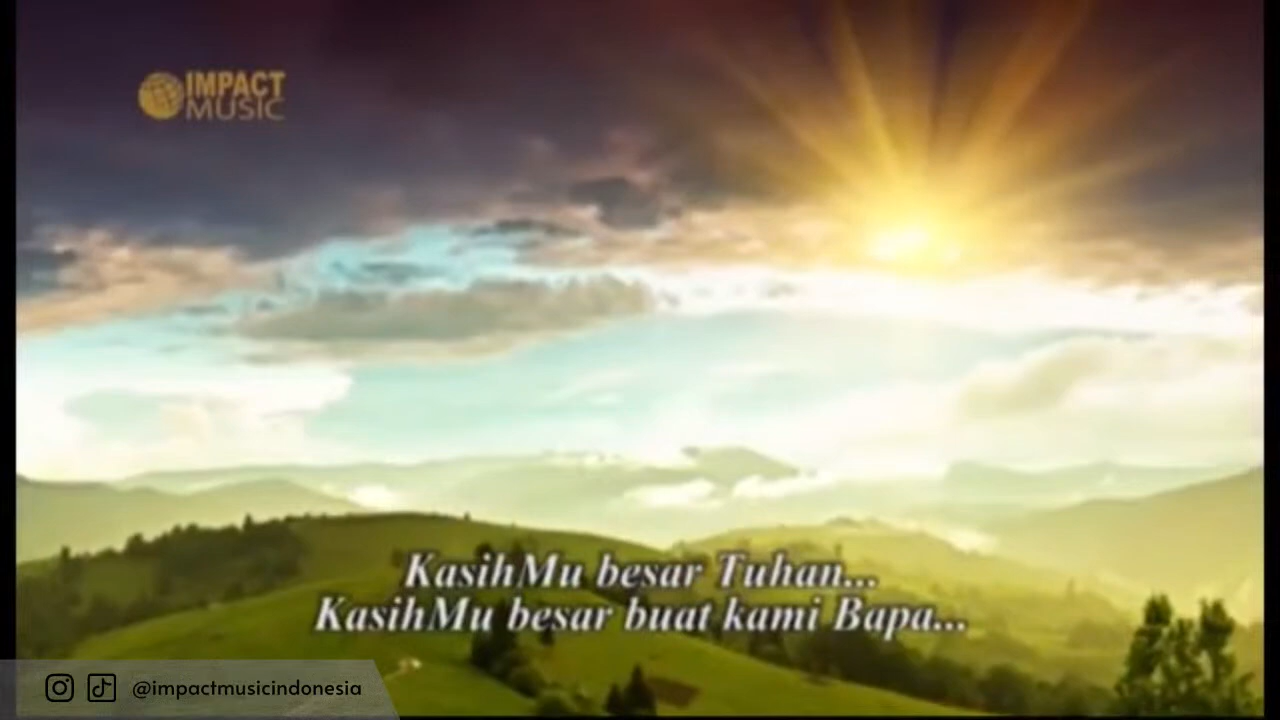 IMPACT
MUSIC
KasihMu besar Tuhan...
KasihMu besar buat kami Bapa...
@impactmusicindonesia